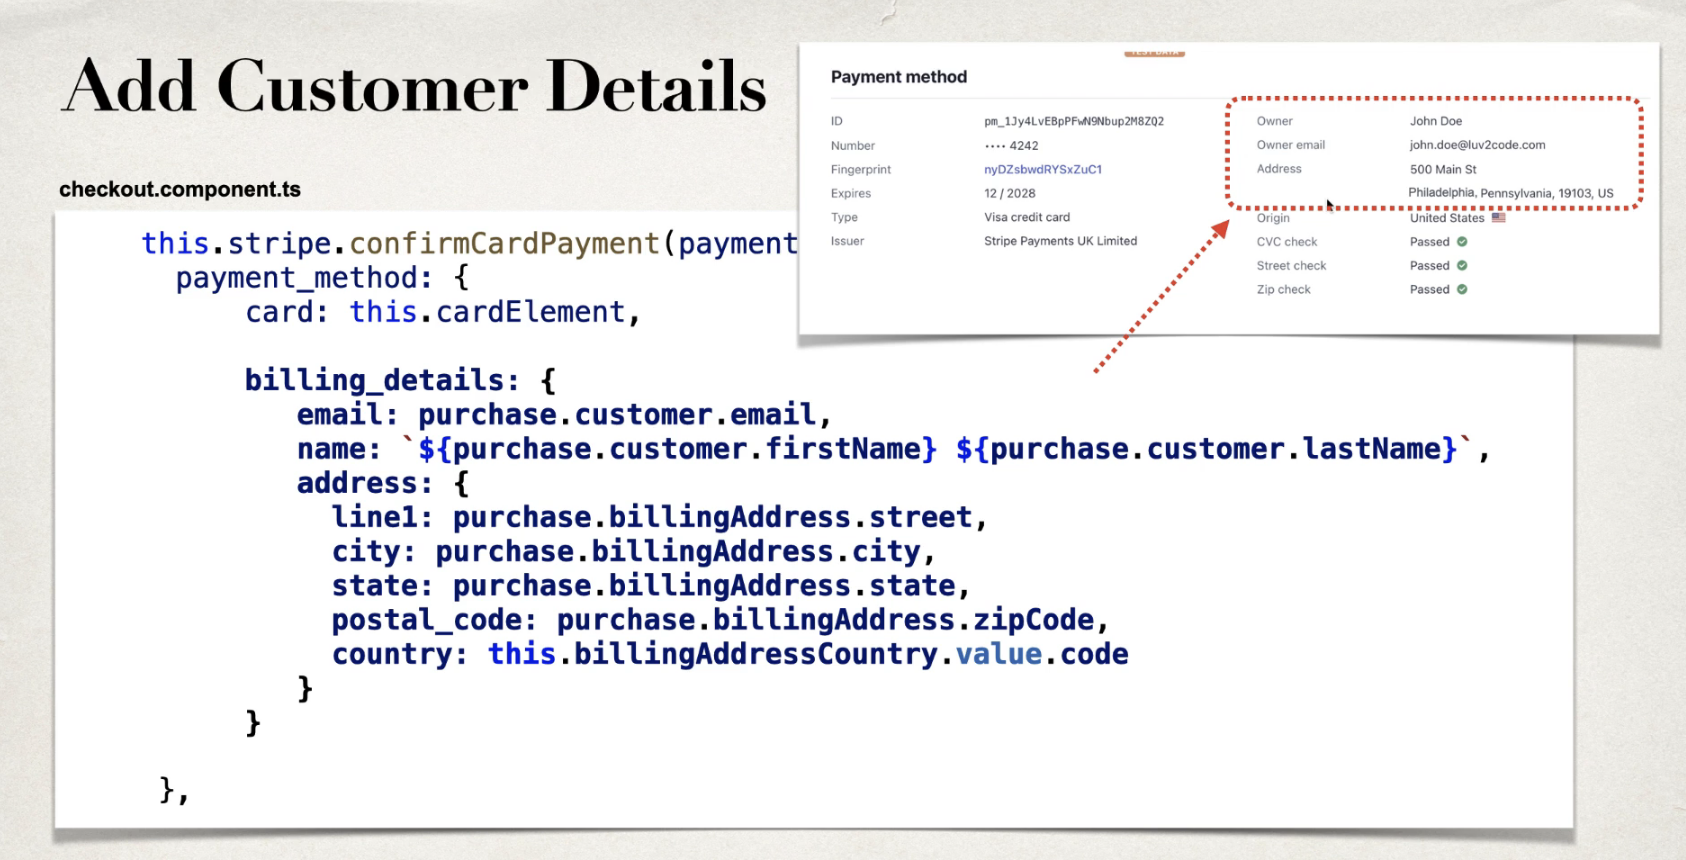 Add Customer Details
checkout.component.ts
this.stripe.confirmCardPayment(payment
payment_method: {
card: this.cardElement,
billing_details: {
email: purchase.customer.email,
name: `${purchase.customer.firstName} ${purchase.customer.lastName}`,
address: {
line1: purchase.billingAddress.street,
city: purchase.billingAddress.city,
state: purchase.billingAddress.state,
postal_code: purchase.billingAddress.zipCode,
country: this.billingAddressCountry.value.code
}
}
},
TEST DATA
Payment method
ID pm_1Jy4LvEBpPFwN9Nbup2M8ZQ2
Number •••• 4242
Fingerprint nyDZsbwdRYSxZuC1
Expires 12 / 2028
Type Visa credit card
Issuer Stripe Payments UK Limited
Owner John Doe
Owner email john.doe@luv2code.com
Address 500 Main St
Philadelphia, Pennsylvania, 19103, US
Origin United States
CVC check Passed
Street check Passed
Zip check Passed